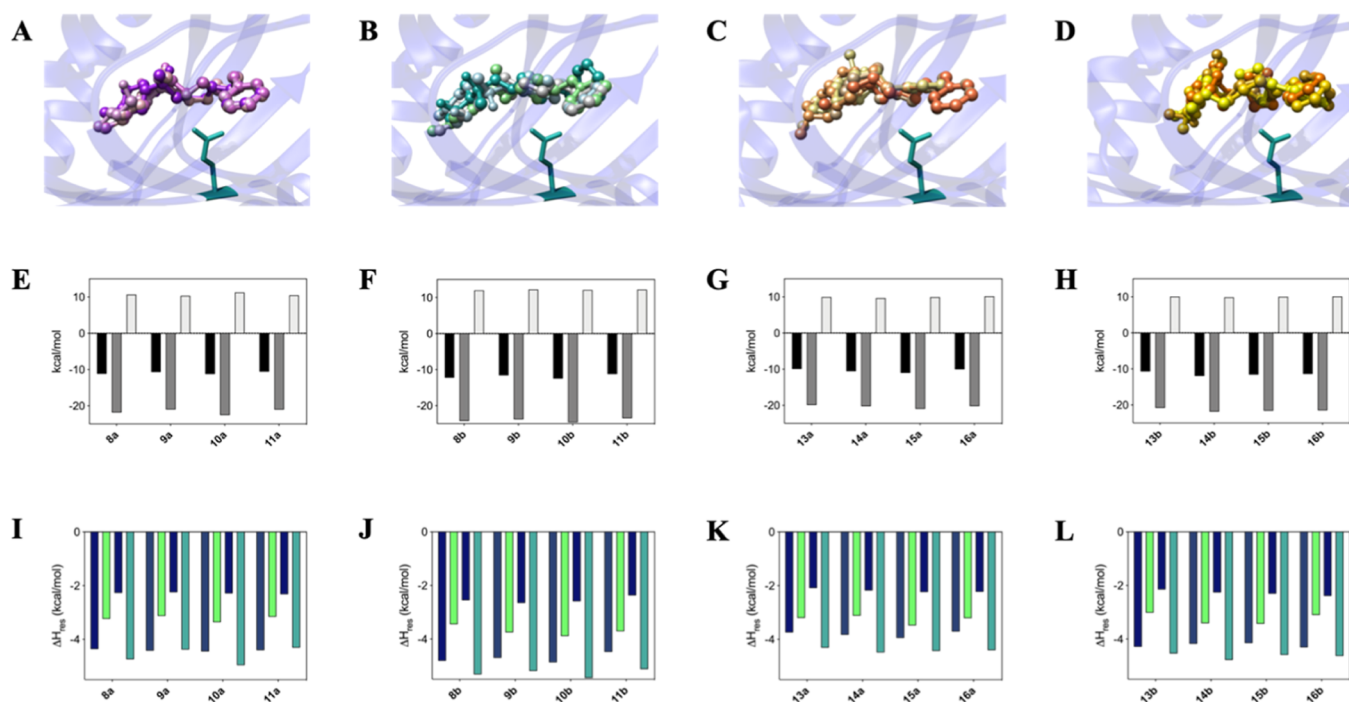 A B C D
E F G H
kcal/mol
10
0
-10
-20
8a 9a 10a 11a
kcal/mol
10
0
-10
-20
8b 9b 10b 11b
kcal/mol
10
0
-10
-20
13a 14a 15a 16a
kcal/mol
10
0
-10
-20
13b 14b 15b 16b
I J K L
ΔHres (kcal/mol)
0
-2
-4
8a 9a 10a 11a
ΔHres (kcal/mol)
0
-2
-4
8b 9b 10b 11b
ΔHres (kcal/mol)
0
-2
-4
13a 14a 15a 16a
ΔHres (kcal/mol)
0
-2
-4
13b 14b 15b 16b